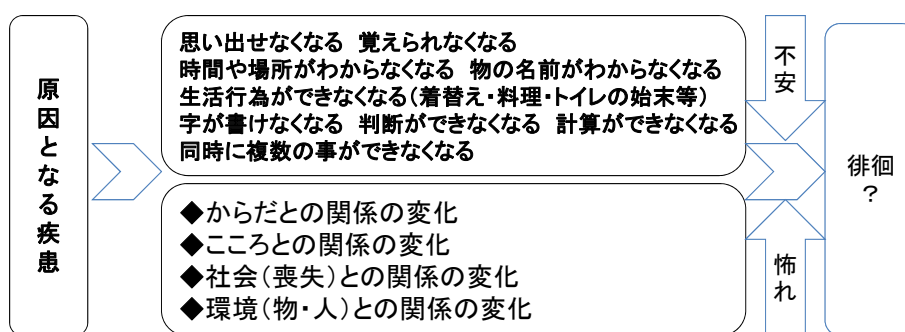 原因となる疾患
思い出せなくなる 覚えられなくなる
時間や場所がわからなくなる 物の名前がわからなくなる
生活行為ができなくなる(着替え・料理・トイレの始末等)
字が書けなくなる 判断ができなくなる 計算ができなくなる
同時に複数の事ができなくなる
◆からだとの関係の変化
◆こころとの関係の変化
◆社会(喪失)との関係の変化
◆環境(物・人)との関係の変化
不安
怖れ
徘徊
?